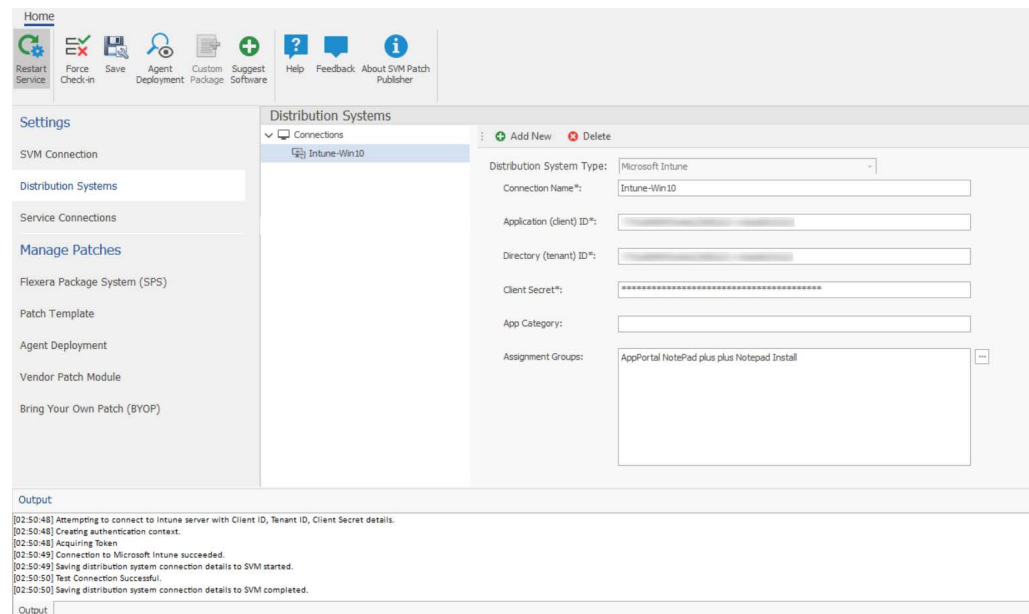 Home
Restart Service
Force Check-in
Save
Agent Deployment
Custom Package
Suggest Software
Help
Feedback
About SVM Patch Publisher
Settings
SVM Connection
Distribution Systems
Service Connections
Manage Patches
Flexera Package System (SPS)
Patch Template
Agent Deployment
Vendor Patch Module
Bring Your Own Patch (BYOP)
Distribution Systems
Connections
Intune-Win10
Add New Delete
Distribution System Type: Microsoft Intune
Connection Name*: Intune-Win10
Application (client) ID*:
Directory (tenant) ID*:
Client Secret*: ****************************************
App Category:
Assignment Groups: AppPortal NotePad plus plus Notepad Install
...
Output
[02:50:48] Attempting to connect to Intune server with Client ID, Tenant ID, Client Secret details.
[02:50:48] Creating authentication context.
[02:50:48] Acquiring Token
[02:50:49] Connection to Microsoft Intune succeeded.
[02:50:49] Saving distribution system connection details to SVM started.
[02:50:50] Test Connection Successful.
[02:50:50] Saving distribution system connection details to SVM completed.
Output